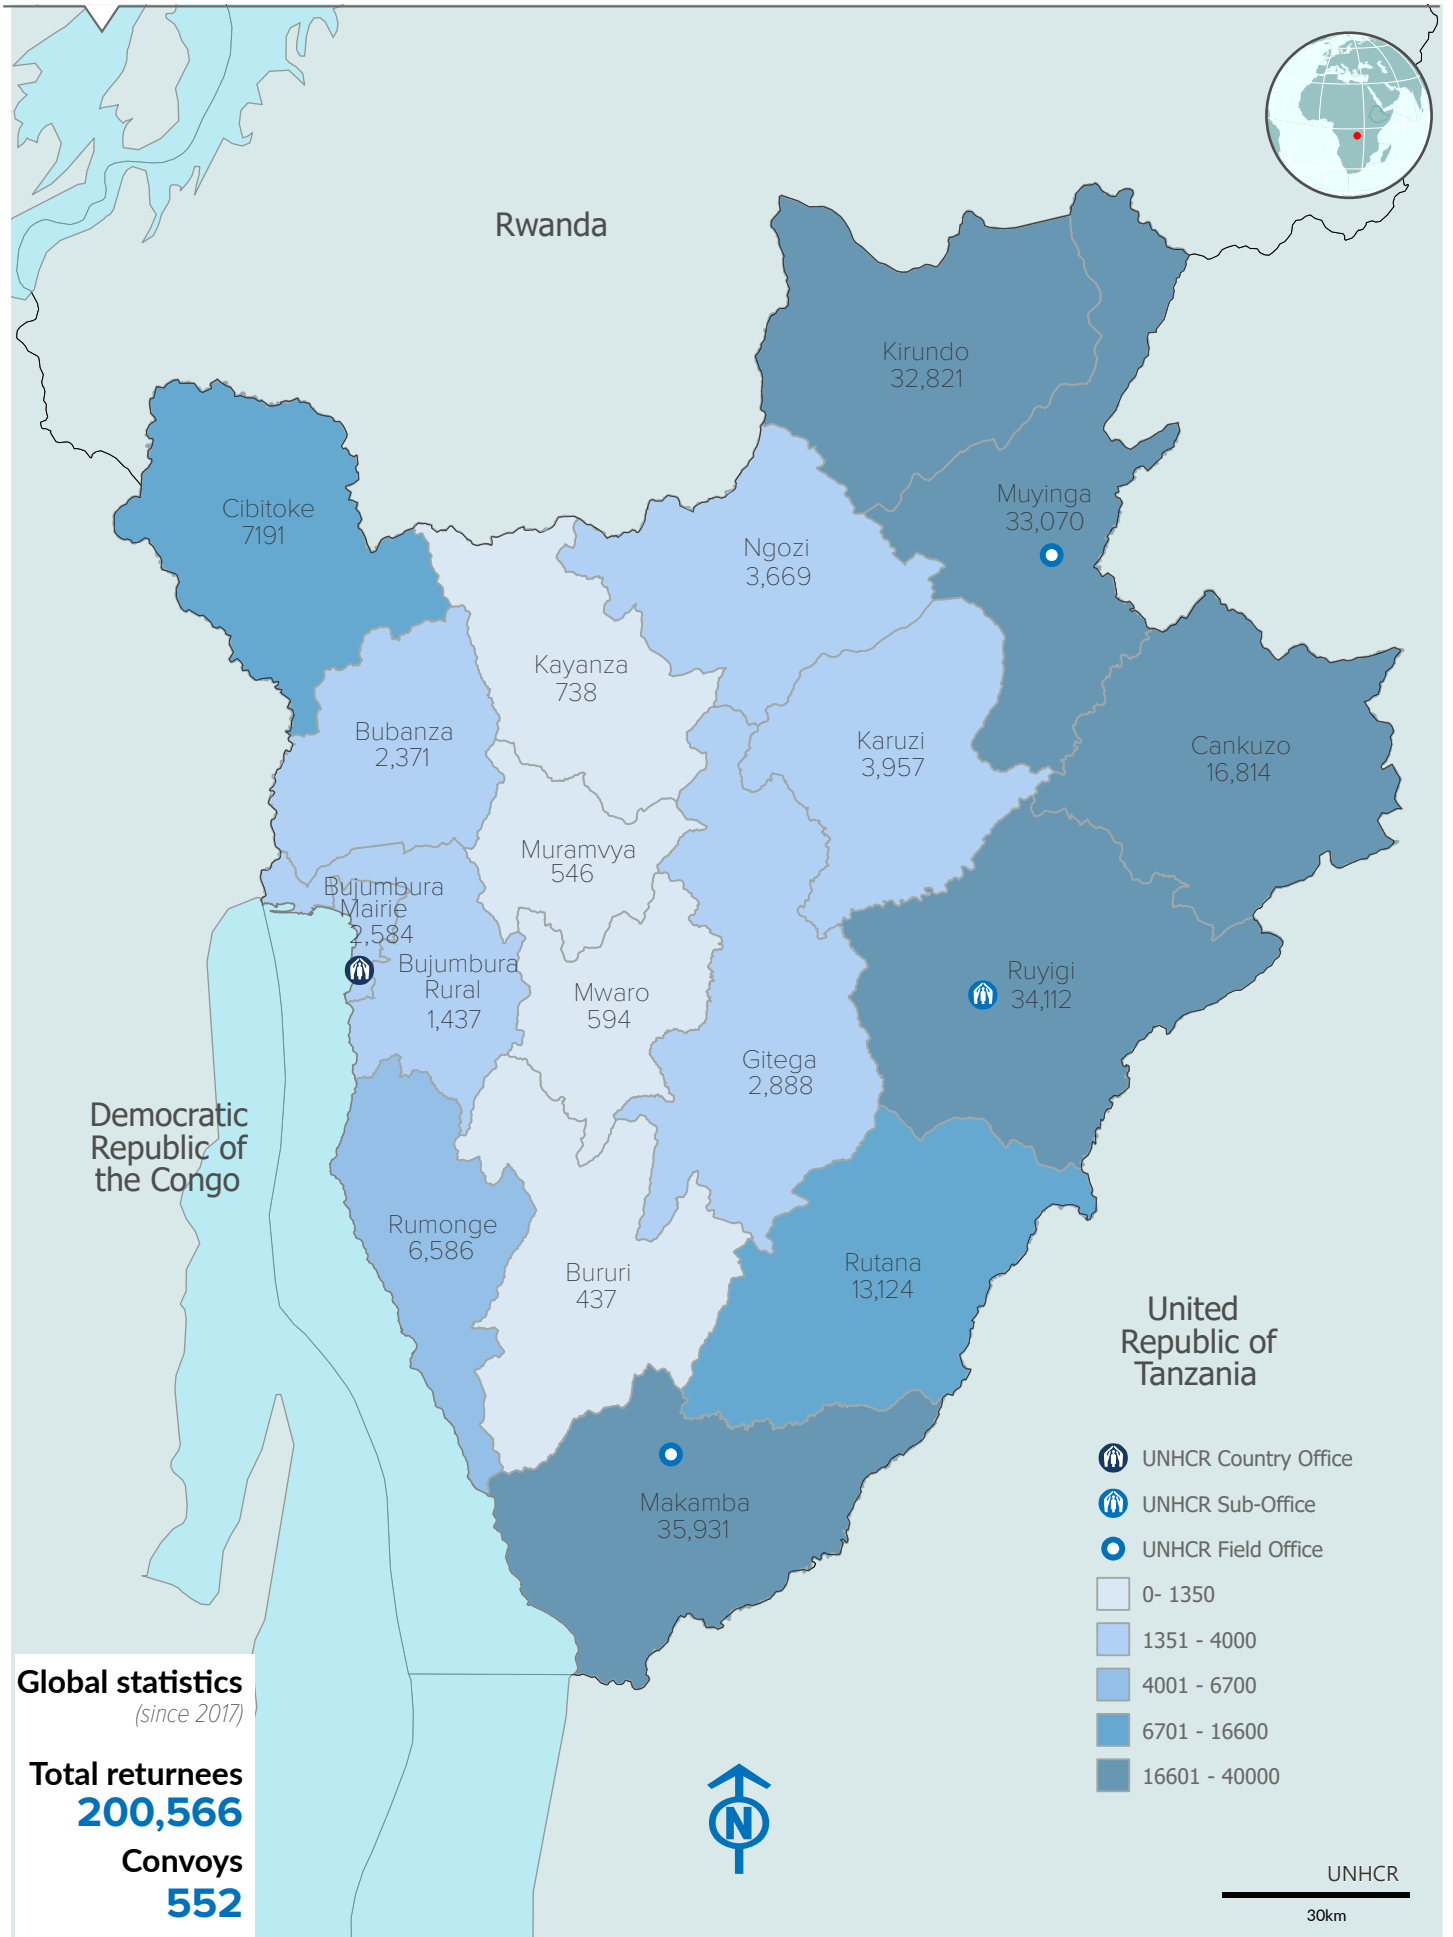 Rwanda
Kirundo
32,821
Muyinga
33,070
Cibitoke
7191
Ngozi
3,669
Kayanza
738
Bubanza
2,371
Karuzi
3,957
Cankuzo
16,814
Muramvya
546
Bujumbura
Mairie
2,584
Bujumbura
Rural
1,437
Mwaro
594
Ruyigi
34,112
Gitega
2,888
Democratic
Republic of
the Congo
Rumonge
6,586
Bururi
437
Rutana
13,124
United
Republic of
Tanzania
Makamba
35,931
UNHCR Country Office
UNHCR Sub-Office
UNHCR Field Office
0- 1350
1351 - 4000
4001 - 6700
6701 - 16600
16601 - 40000
Global statistics
(since 2017)
Total returnees
200,566
Convoys
552
N
UNHCR
30km